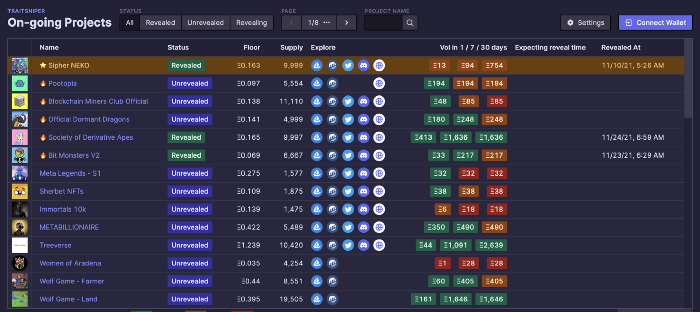 TRAITSNIPER
On-going Projects
STATUS
All Revealed Unrevealed Revealing
PAGE
1/8
PROJECT NAME
Settings
Connect Wallet
Name Status Floor Supply Explore Vol in 1 / 7 / 30 days Expecting reveal time Revealed At
Sipher NEKO Revealed Ξ0.163 9,999 Ξ13 Ξ94 Ξ754 11/10/21, 5:26 AM
Pootopia Unrevealed Ξ0.097 5,554 Ξ194 Ξ194 Ξ194
Blockchain Miners Club Official Unrevealed Ξ0.138 11,110 Ξ48 Ξ85 Ξ85
Official Dormant Dragons Unrevealed Ξ0.141 4,999 Ξ180 Ξ248 Ξ248
Society of Derivative Apes Revealed Ξ0.165 9,997 Ξ413 Ξ1,636 Ξ1,636 11/24/21, 6:59 AM
Bit Monsters V2 Revealed Ξ0.069 6,667 Ξ33 Ξ217 Ξ217 11/23/21, 6:29 AM
Meta Legends - S1 Unrevealed Ξ0.275 1,577 Ξ32 Ξ32 Ξ32
Sherbet NFTs Unrevealed Ξ0.109 1,875 Ξ38 Ξ38 Ξ38
Immortals 10k Unrevealed Ξ0.139 1,475 Ξ6 Ξ18 Ξ18
METABILLIONAIRE Unrevealed Ξ0.422 5,489 Ξ350 Ξ490 Ξ490
Treeverse Unrevealed Ξ1.239 10,420 Ξ44 Ξ1,091 Ξ2,639
Women of Aradena Unrevealed Ξ0.035 4,254 Ξ1 Ξ28 Ξ28
Wolf Game - Farmer Unrevealed Ξ0.44 8,551 Ξ60 Ξ405 Ξ405
Wolf Game - Land Unrevealed Ξ0.395 19,505 Ξ161 Ξ1,646 Ξ1,646